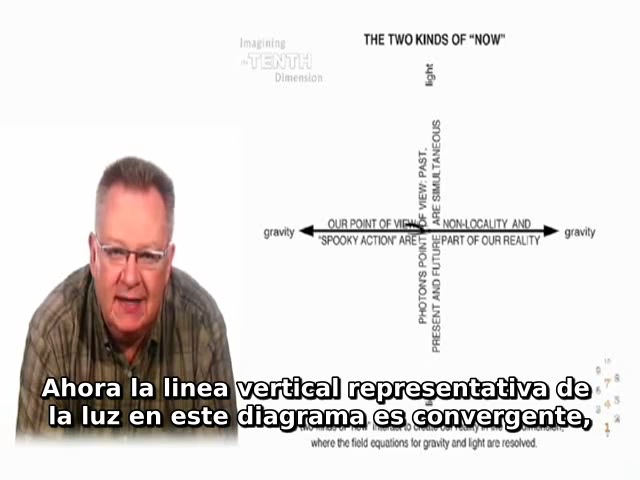 Imagining
the TENTH
Dimension
THE TWO KINDS OF “NOW”
light
PHOTON'S POINT OF VIEW: PAST,
PRESENT AND FUTURE ARE SIMULTANEOUS
gravity
OUR POINT OF VIEW NON-LOCALITY AND
"SPOOKY ACTION" ARE PART OF OUR REALITY
gravity
Ahora la linea vertical representativa de
la luz en este diagrama es convergente,
where the field equations for gravity and light are resolved.